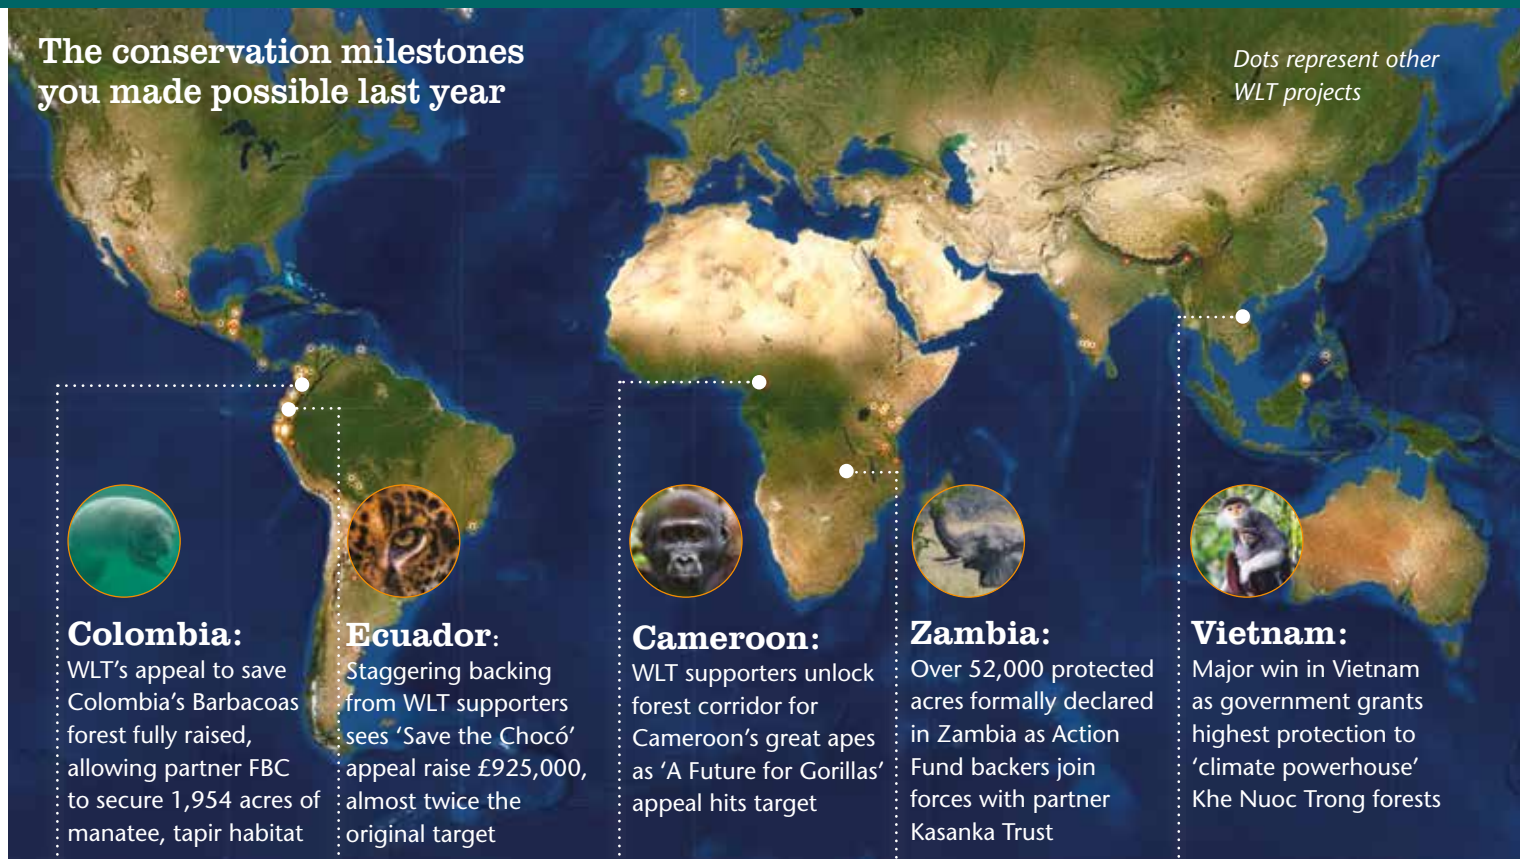 The conservation milestones
you made possible last year
Dots represent other
WLT projects
Colombia:
WLT’s appeal to save
Colombia’s Barbacoas
forest fully raised,
allowing partner FBC
to secure 1,954 acres of
manatee, tapir habitat
Ecuador:
Staggering backing
from WLT supporters
sees ‘Save the Chocó’
appeal raise £925,000,
almost twice the
original target
Cameroon:
WLT supporters unlock
forest corridor for
Cameroon’s great apes
as ‘A Future for Gorillas’
appeal hits target
Zambia:
Over 52,000 protected
acres formally declared
in Zambia as Action
Fund backers join
forces with partner
Kasanka Trust
Vietnam:
Major win in Vietnam
as government grants
highest protection to
‘climate powerhouse’
Khe Nuoc Trong forests